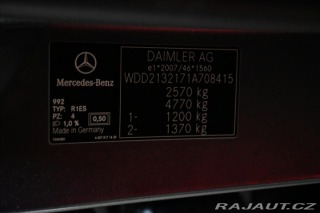 DAIMLER AG
e1*2007/46*1560
WDD2132171A708415
2570 kg
4770 kg
1- 1200 kg
2- 1370 kg
Mercedes-Benz
992
TYP: R1ES
PZ: 4 0,50
1,0 %
Made in Germany
RAJAUT.CZ